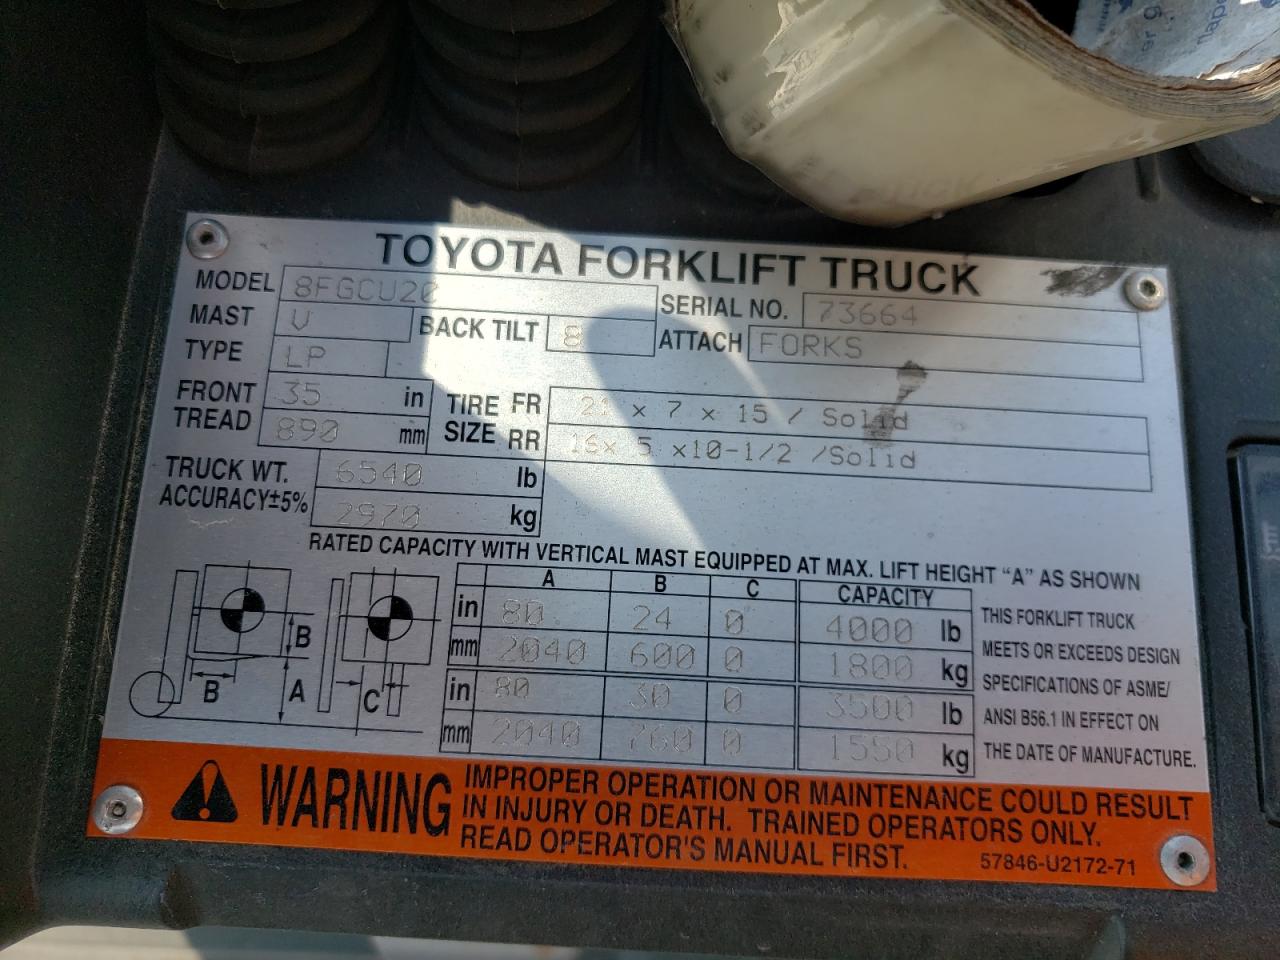 TOYOTA FORKLIFT TRUCK
MODEL 8FGCU20 SERIAL NO. 73664
MAST V BACK TILT 8 ATTACH FORKS
TYPE LP
FRONT TREAD 35 in TIRE SIZE FR 21 x 7 x 15 / Solid
890 mm RR 16x 5 x10-1/2 /Solid
TRUCK WT. 6540 lb
ACCURACY±5% 2970 kg
RATED CAPACITY WITH VERTICAL MAST EQUIPPED AT MAX. LIFT HEIGHT "A" AS SHOWN
A B C CAPACITY
in 80 24 0 4000 lb
mm 2040 600 0 1800 kg
in 80 30 0 3500 lb
mm 2040 760 0 1550 kg
B
B
A
C
THIS FORKLIFT TRUCK
MEETS OR EXCEEDS DESIGN
SPECIFICATIONS OF ASME/
ANSI B56.1 IN EFFECT ON
THE DATE OF MANUFACTURE.
WARNING
IMPROPER OPERATION OR MAINTENANCE COULD RESULT
IN INJURY OR DEATH. TRAINED OPERATORS ONLY.
READ OPERATOR'S MANUAL FIRST.
57846-U2172-71